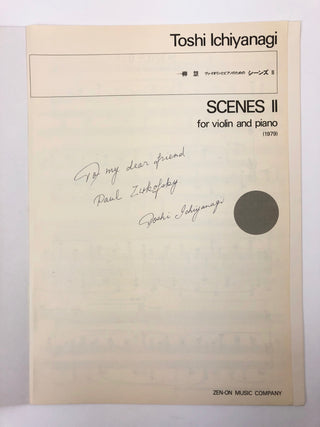 Toshi Ichiyanagi
一柳 慧 ヴァイオリンとピアノのための シーンズ II
SCENES II
for violin and piano
(1979)
To my dear friend
Paul Zukofsky
Toshi Ichiyanagi
ZEN-ON MUSIC COMPANY